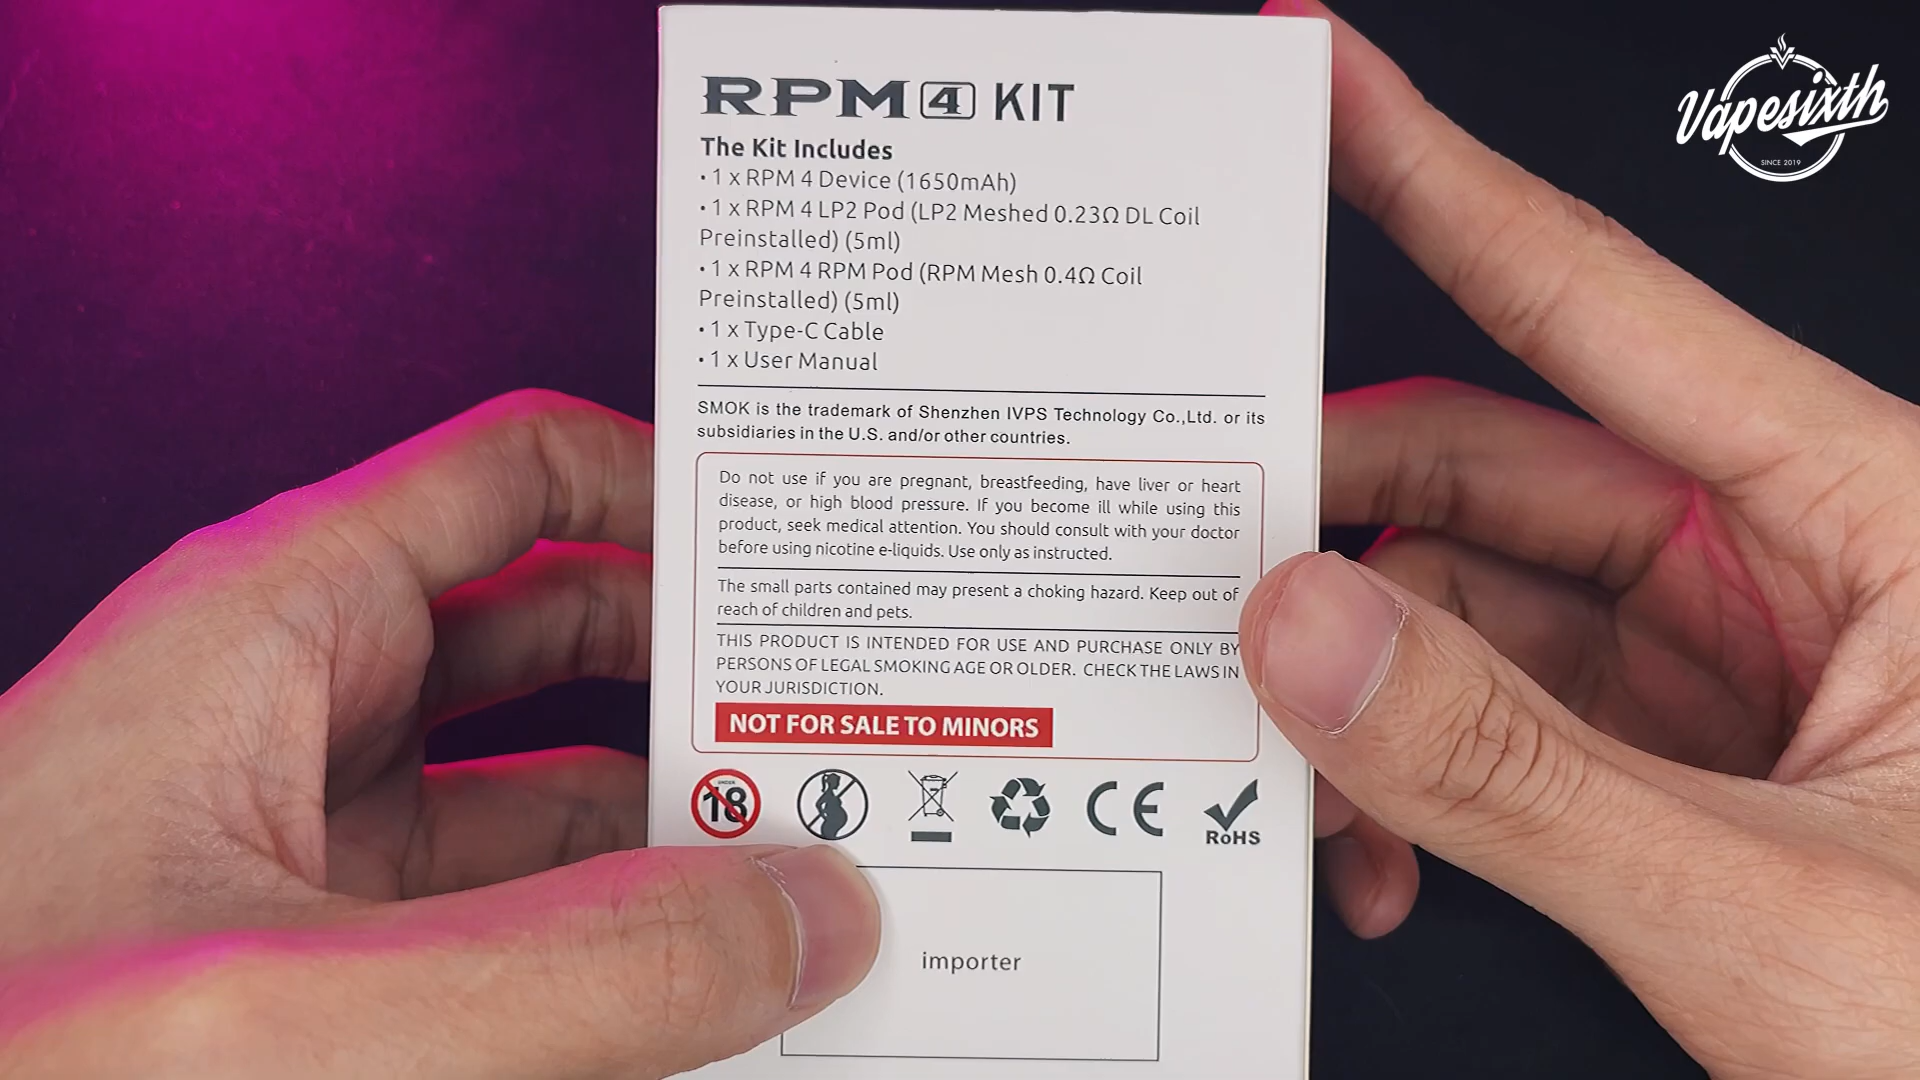 RPM 4 KIT
The Kit Includes
• 1 x RPM 4 Device (1650mAh)
• 1 x RPM 4 LP2 Pod (LP2 Meshed 0.23Ω DL Coil
Preinstalled) (5ml)
• 1 x RPM 4 RPM Pod (RPM Mesh 0.4Ω Coil
Preinstalled) (5ml)
• 1 x Type-C Cable
• 1 x User Manual
SMOK is the trademark of Shenzhen IVPS Technology Co.,Ltd. or its
subsidiaries in the U.S. and/or other countries.
Do not use if you are pregnant, breastfeeding, have liver or heart
disease, or high blood pressure. If you become ill while using this
product, seek medical attention. You should consult with your doctor
before using nicotine e-liquids. Use only as instructed.
The small parts contained may present a choking hazard. Keep out of
reach of children and pets.
THIS PRODUCT IS INTENDED FOR USE AND PURCHASE ONLY BY
PERSONS OF LEGAL SMOKING AGE OR OLDER. CHECK THE LAWS IN
YOUR JURISDICTION.
NOT FOR SALE TO MINORS
UNDER
18
CE
RoHS
importer
Vapesixth
SINCE 2019